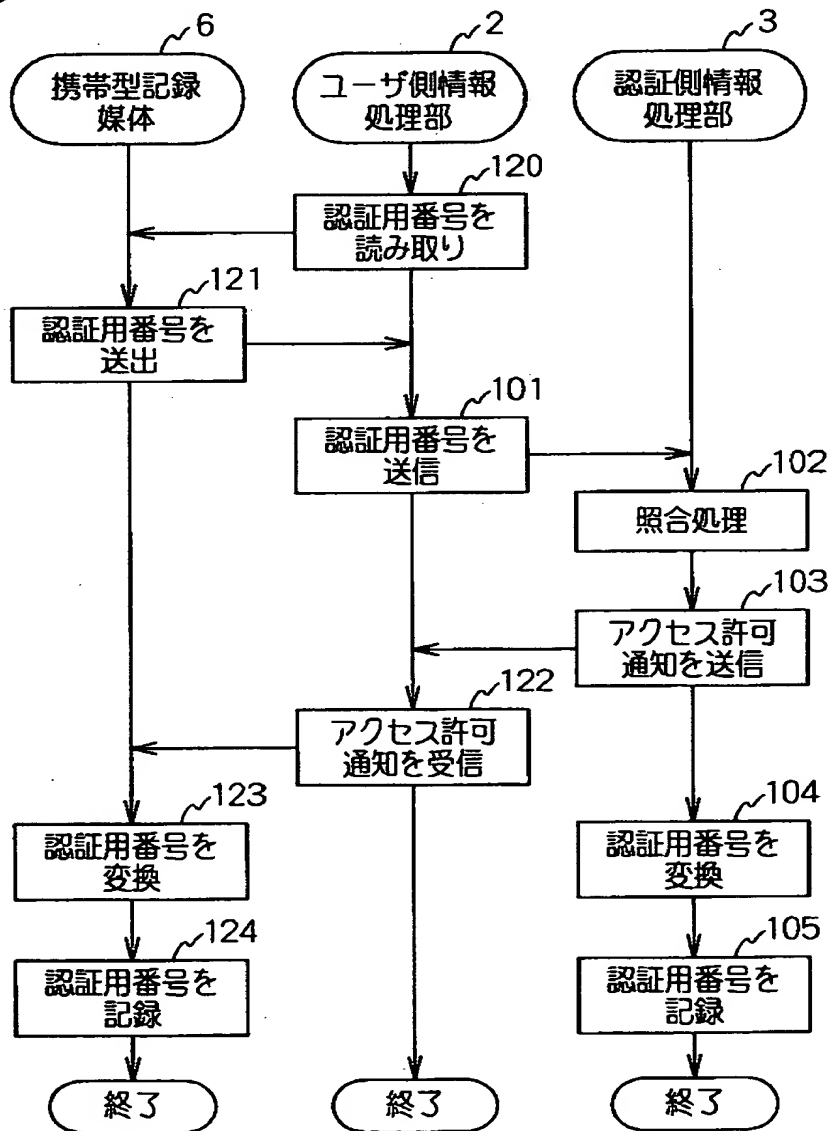 6
携帯型記録
媒体
2
ユーザ側情報
処理部
3
認証側情報
処理部
120
認証用番号を
読み取り
121
認証用番号を
送出
101
認証用番号を
送信
102
照合処理
103
アクセス許可
通知を送信
122
アクセス許可
通知を受信
123
認証用番号を
変換
104
認証用番号を
変換
124
認証用番号を
記録
105
認証用番号を
記録
終了
終了
終了